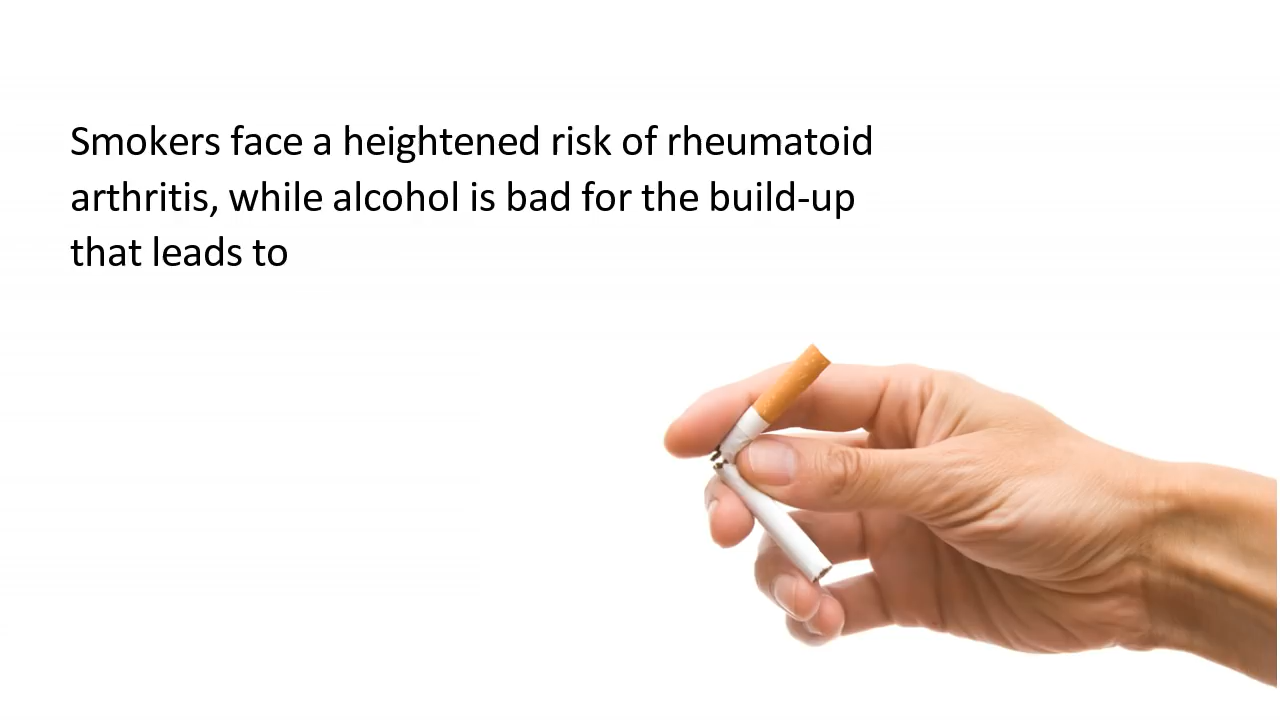 Smokers face a heightened risk of rheumatoid
arthritis, while alcohol is bad for the build-up
that leads to